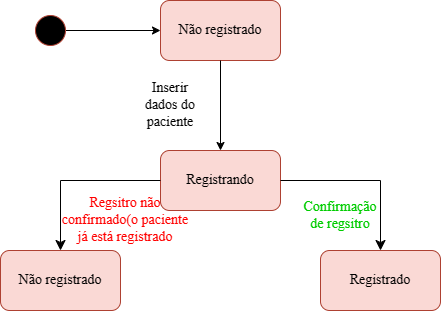 Não registrado
Inserir
dados do
paciente
Registrando
Regsitro não
confirmado(o paciente
já está registrado
Confirmação
de regsitro
Não registrado
Registrado